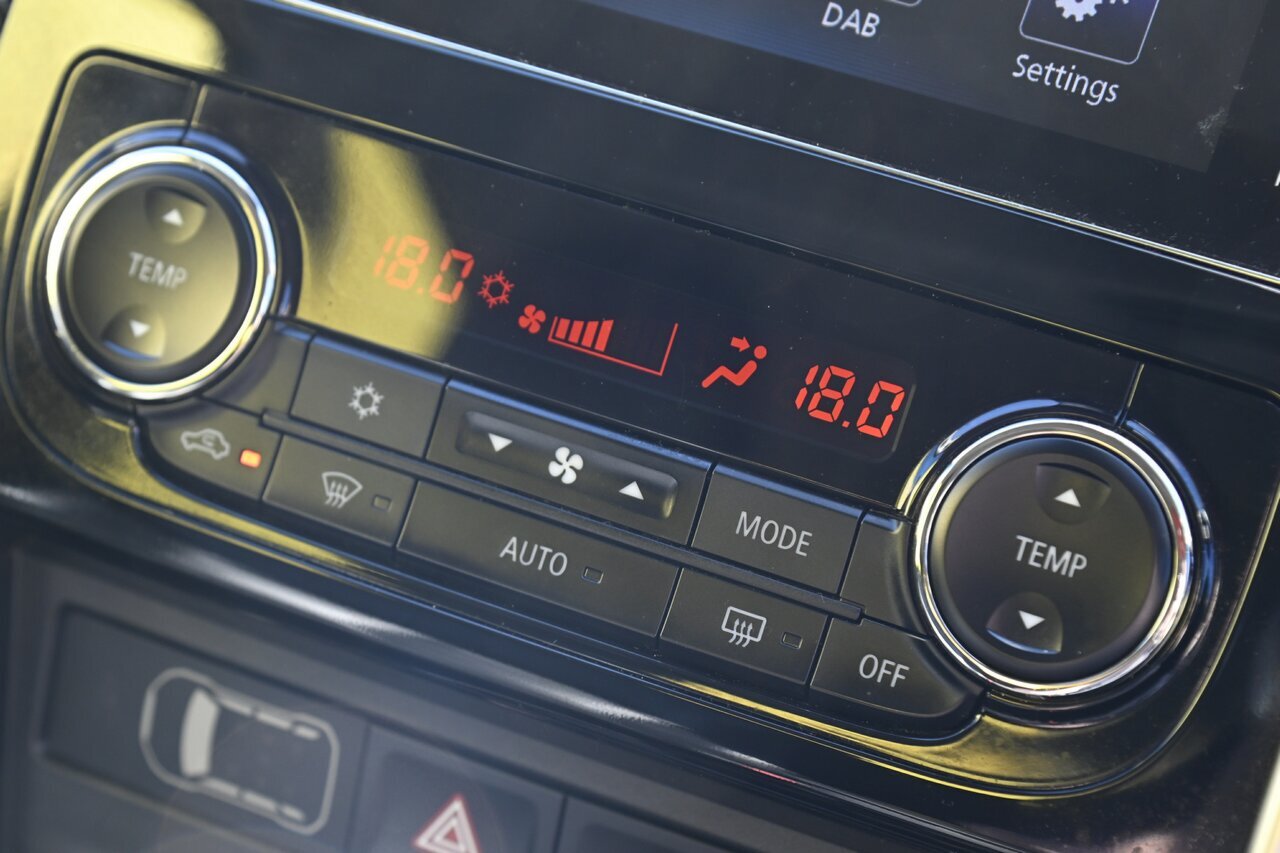 DAB
Settings
TEMP
18.0
18.0
MODE
AUTO
TEMP
OFF